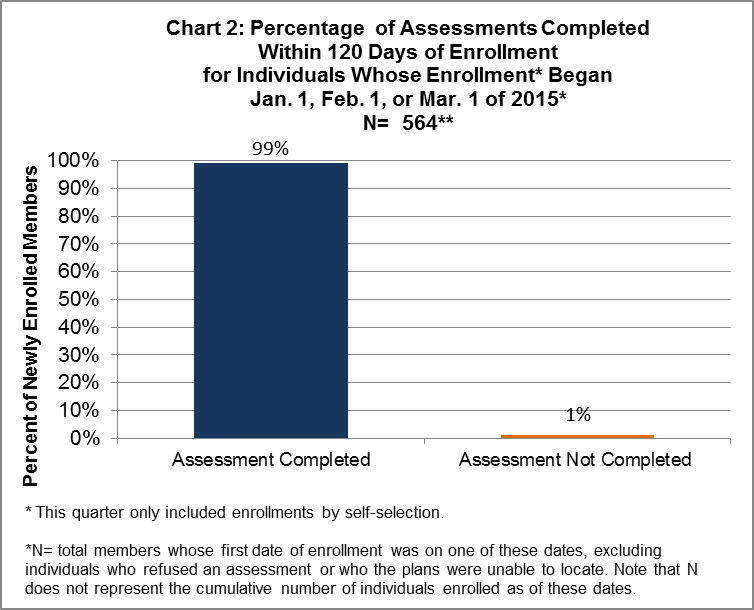 Chart 2: Percentage of Assessments Completed
Within 120 Days of Enrollment
for Individuals Whose Enrollment* Began
Jan. 1, Feb. 1, or Mar. 1 of 2015*
N= 564**
Percent of Newly Enrolled Members
100%
90%
80%
70%
60%
50%
40%
30%
20%
10%
0%
99%
1%
Assessment Completed
Assessment Not Completed
* This quarter only included enrollments by self-selection.
*N= total members whose first date of enrollment was on one of these dates, excluding
individuals who refused an assessment or who the plans were unable to locate. Note that N
does not represent the cumulative number of individuals enrolled as of these dates.